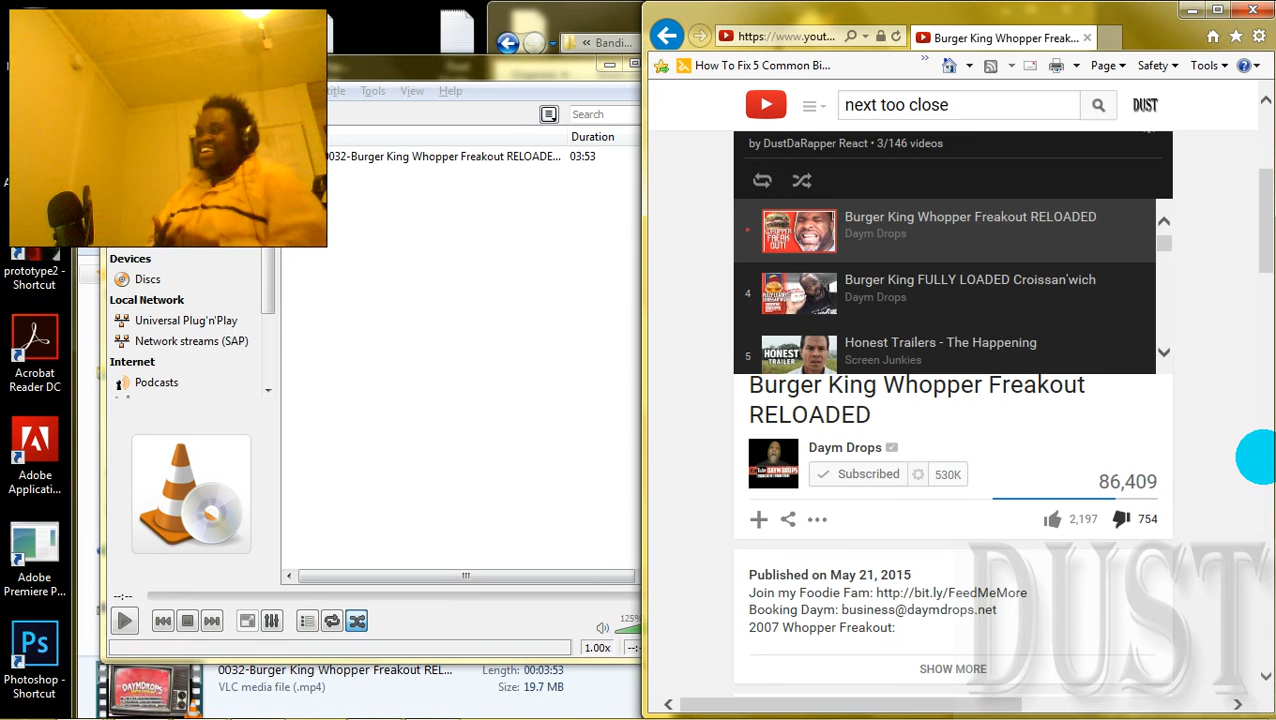 prototype2 -
Shortcut
Acrobat
Reader DC
Adobe
Applicati...
Adobe
Premiere P...
Ps
Photoshop -
Shortcut
« Bandi...
Tools View Help
Search
Duration
0032-Burger King Whopper Freakout RELOADE... 03:53
Devices
Discs
Local Network
Universal Plug'n'Play
Network streams (SAP)
Internet
Podcasts
--:--
125%
1.00x
0032-Burger King Whopper Freakout REL...
VLC media file (.mp4)
Length: 00:03:53
Size: 19.7 MB
DAYMDROPS
https://www.yout...
Burger King Whopper Freak...
How To Fix 5 Common Bi...
Page
Safety
Tools
next too close
DUST
by DustDaRapper React • 3/146 videos
Burger King Whopper Freakout RELOADED
Daym Drops
4
Burger King FULLY LOADED Croissan'wich
Daym Drops
5
HONEST
TRAILER
Honest Trailers - The Happening
Screen Junkies
Burger King Whopper Freakout
RELOADED
Daym Drops
Subscribed 530K
86,409
2,197 754
Published on May 21, 2015
Join my Foodie Fam: http://bit.ly/FeedMeMore
Booking Daym: business@daymdrops.net
2007 Whopper Freakout:
SHOW MORE
DUST